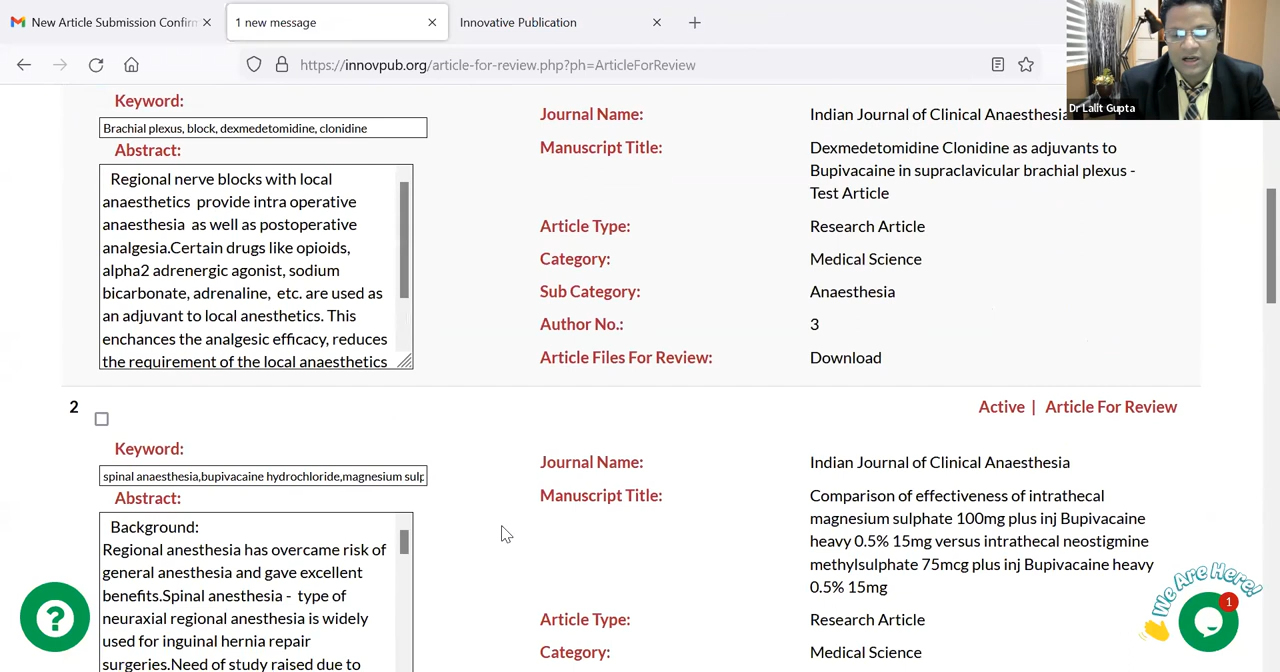 New Article Submission Confirm
1 new message
Innovative Publication
https://innovpub.org/article-for-review.php?ph=ArticleForReview
Dr Lalit Gupta
Keyword:
Brachial plexus, block, dexmedetomidine, clonidine
Abstract:
Regional nerve blocks with local
anaesthetics provide intra operative
anaesthesia as well as postoperative
analgesia.Certain drugs like opioids,
alpha2 adrenergic agonist, sodium
bicarbonate, adrenaline, etc. are used as
an adjuvant to local anesthetics. This
enchances the analgesic efficacy, reduces
the requirement of the local anaesthetics
Journal Name:
Indian Journal of Clinical Anaesthesia
Manuscript Title:
Dexmedetomidine Clonidine as adjuvants to
Bupivacaine in supraclavicular brachial plexus -
Test Article
Article Type:
Research Article
Category:
Medical Science
Sub Category:
Anaesthesia
Author No.:
3
Article Files For Review:
Download
2
Active | Article For Review
Keyword:
spinal anaesthesia,bupivacaine hydrochloride,magnesium sulp
Abstract:
Background:
Regional anesthesia has overcame risk of
general anesthesia and gave excellent
benefits.Spinal anesthesia - type of
neuraxial regional anesthesia is widely
used for inguinal hernia repair
surgeries.Need of study raised due to
Journal Name:
Indian Journal of Clinical Anaesthesia
Manuscript Title:
Comparison of effectiveness of intrathecal
magnesium sulphate 100mg plus inj Bupivacaine
heavy 0.5% 15mg versus intrathecal neostigmine
methylsulphate 75mcg plus inj Bupivacaine heavy
0.5% 15mg
Article Type:
Research Article
Category:
Medical Science
?
We Are Here!
1